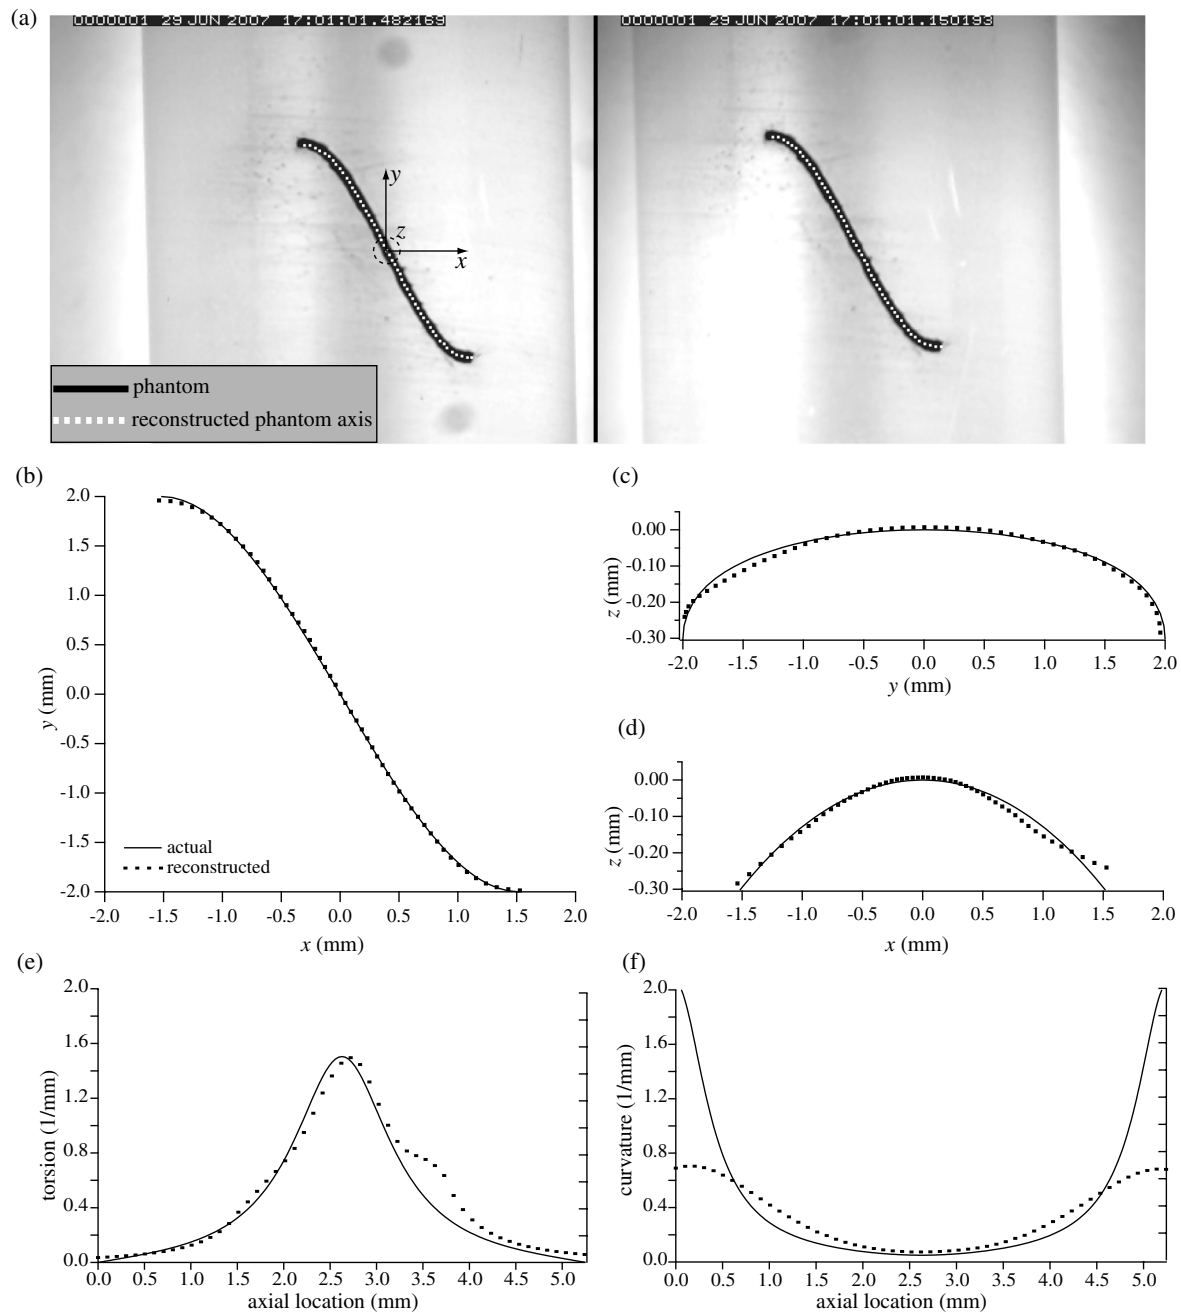 (a)
0000001 29 JUN 2007 17:01:01.482169
0000001 29 JUN 2007 17:01:01.150193
y
z
x
phantom
reconstructed phantom axis
(b)
2.0
1.5
1.0
0.5
0.0
-0.5
-1.0
-1.5
-2.0
y (mm)
actual
reconstructed
-2.0 -1.5 -1.0 -0.5 0.0 0.5 1.0 1.5 2.0
x (mm)
(c)
0.00
-0.10
-0.20
-0.30
z (mm)
-2.0 -1.5 -1.0 -0.5 0.0 0.5 1.0 1.5 2.0
y (mm)
(d)
0.00
-0.10
-0.20
-0.30
z (mm)
-2.0 -1.5 -1.0 -0.5 0.0 0.5 1.0 1.5 2.0
x (mm)
(e)
2.0
1.6
1.2
0.8
0.4
0.0
torsion (1/mm)
0.0 0.5 1.0 1.5 2.0 2.5 3.0 3.5 4.0 4.5 5.0
axial location (mm)
(f)
2.0
1.6
1.2
0.8
0.4
0.0
curvature (1/mm)
0.0 0.5 1.0 1.5 2.0 2.5 3.0 3.5 4.0 4.5 5.0
axial location (mm)